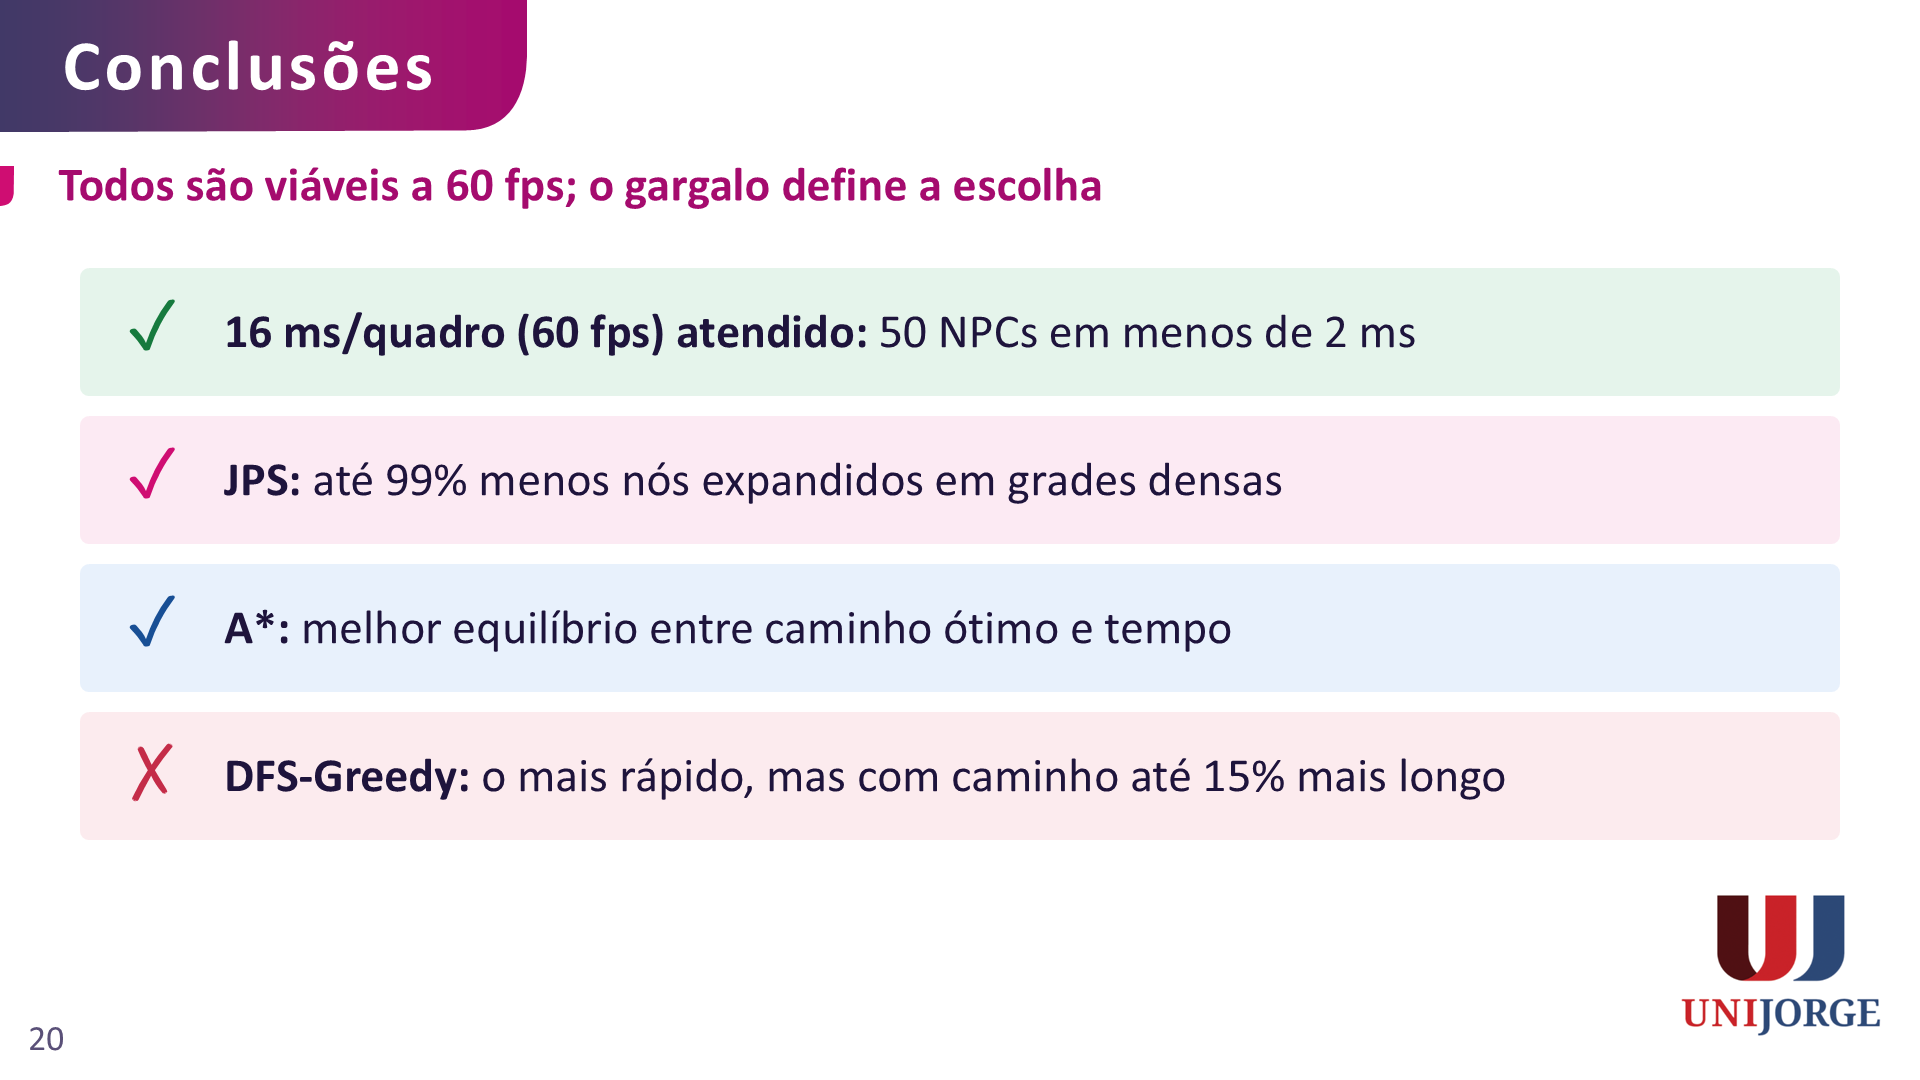 Conclusões
Todos são viáveis a 60 fps; o gargalo define a escolha
✓ 16 ms/quadro (60 fps) atendido: 50 NPCs em menos de 2 ms
✓ JPS: até 99% menos nós expandidos em grades densas
✓ A*: melhor equilíbrio entre caminho ótimo e tempo
✗ DFS-Greedy: o mais rápido, mas com caminho até 15% mais longo
UNIJORGE
20